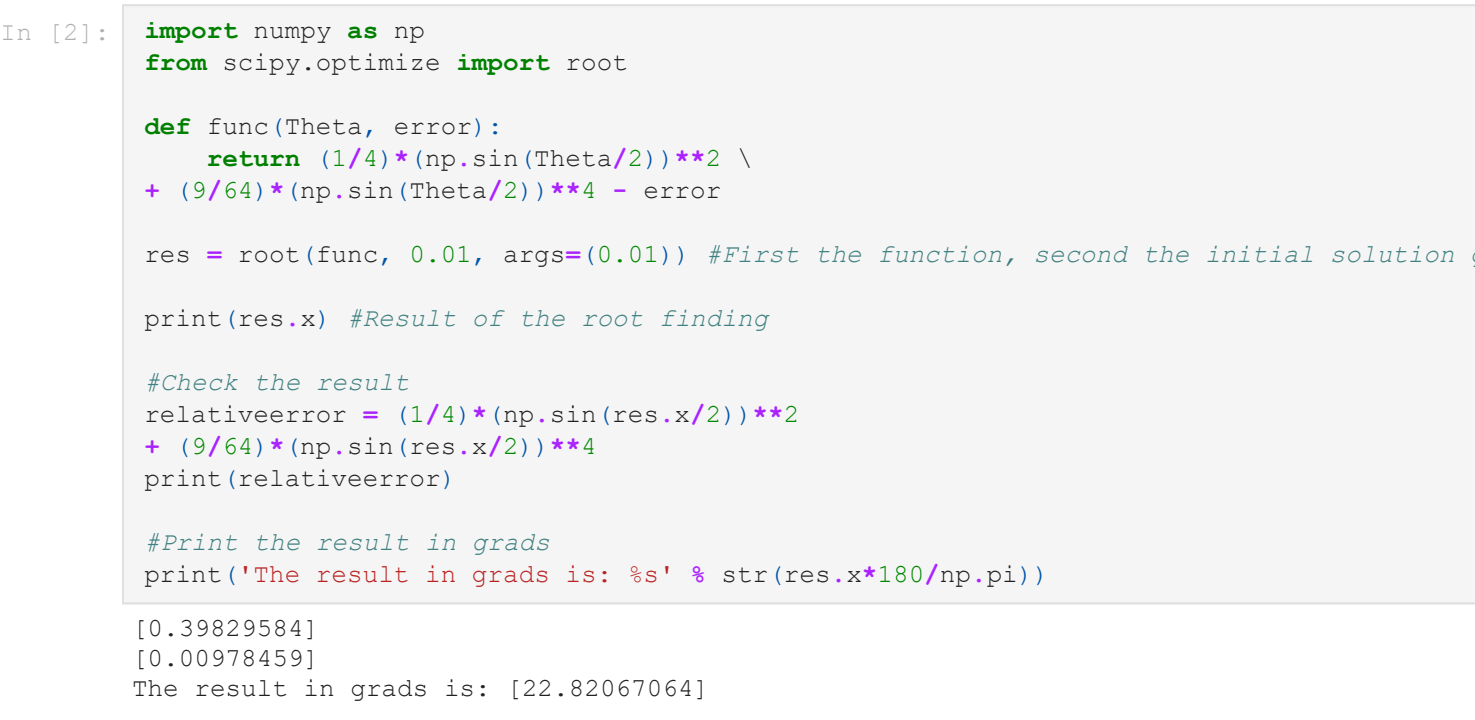 In [2]:
import numpy as np
from scipy.optimize import root
def func(Theta, error):
    return (1/4)*(np.sin(Theta/2))**2 \
+ (9/64)*(np.sin(Theta/2))**4 - error
res = root(func, 0.01, args=(0.01)) #First the function, second the initial solution
print(res.x) #Result of the root finding
#Check the result
relativeerror = (1/4)*(np.sin(res.x/2))**2
+ (9/64)*(np.sin(res.x/2))**4
print(relativeerror)
#Print the result in grads
print('The result in grads is: %s' % str(res.x*180/np.pi))
[0.39829584]
[0.00978459]
The result in grads is: [22.82067064]